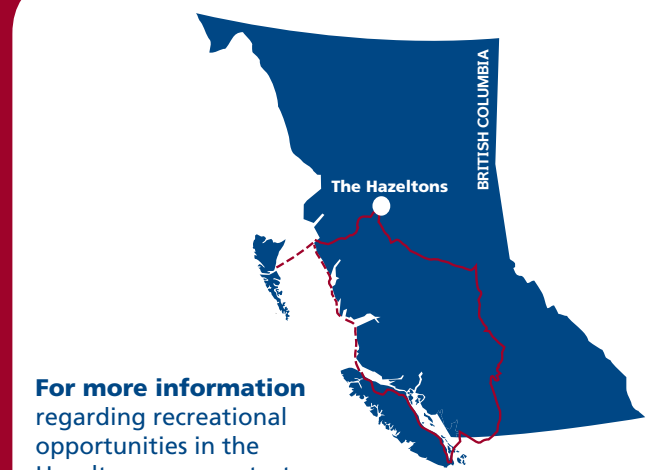 BRITISH COLUMBIA
The Hazeltons
For more information
regarding recreational
opportunities in the